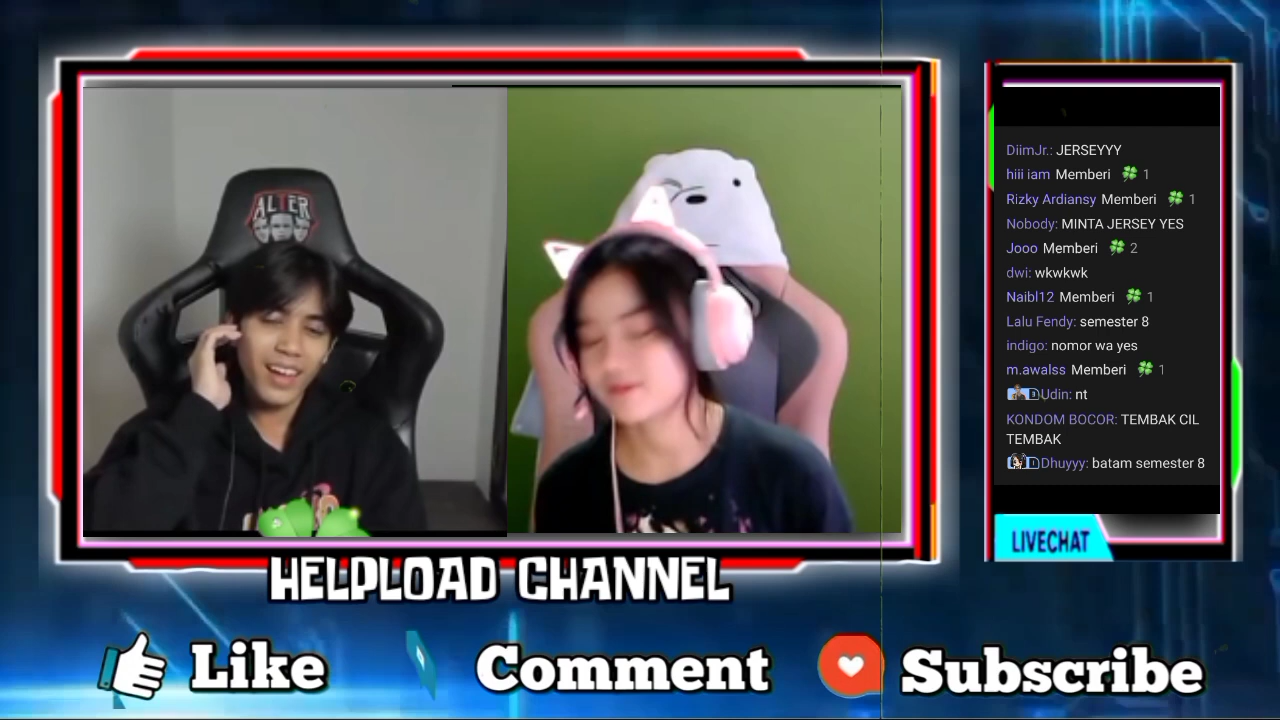 ALTER
DiimJr.: JERSEYYY
hiii iam Memberi 🍀 1
Rizky Ardiansy Memberi 🍀 1
Nobody: MINTA JERSEY YES
Jooo Memberi 🍀 2
dwi: wkwkwk
Naibl12 Memberi 🍀 1
Lalu Fendy: semester 8
indigo: nomor wa yes
m.awalss Memberi 🍀 1
Udin: nt
KONDOM BOCOR: TEMBAK CIL
TEMBAK
Dhuyyy: batam semester 8
LIVECHAT
HELPLOAD CHANNEL
Like
Comment
Subscribe